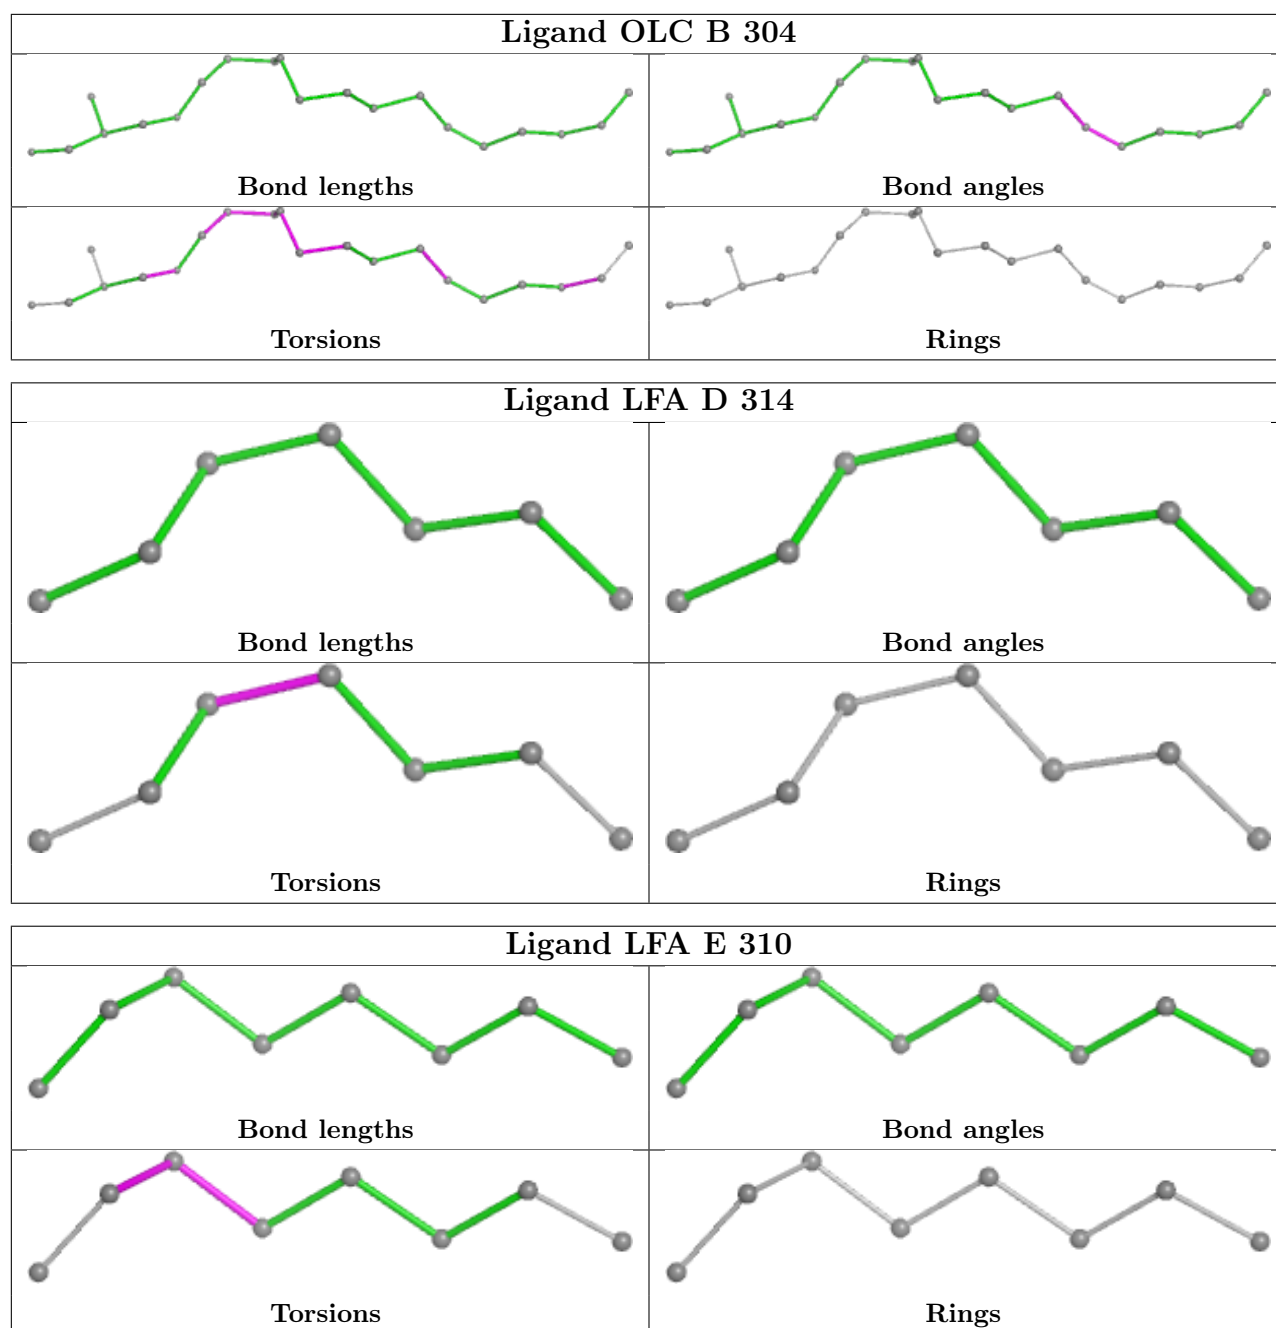 Ligand OLC B 304
Bond lengths
Bond angles
Torsions
Rings
Ligand LFA D 314
Bond lengths
Bond angles
Torsions
Rings
Ligand LFA E 310
Bond lengths
Bond angles
Torsions
Rings